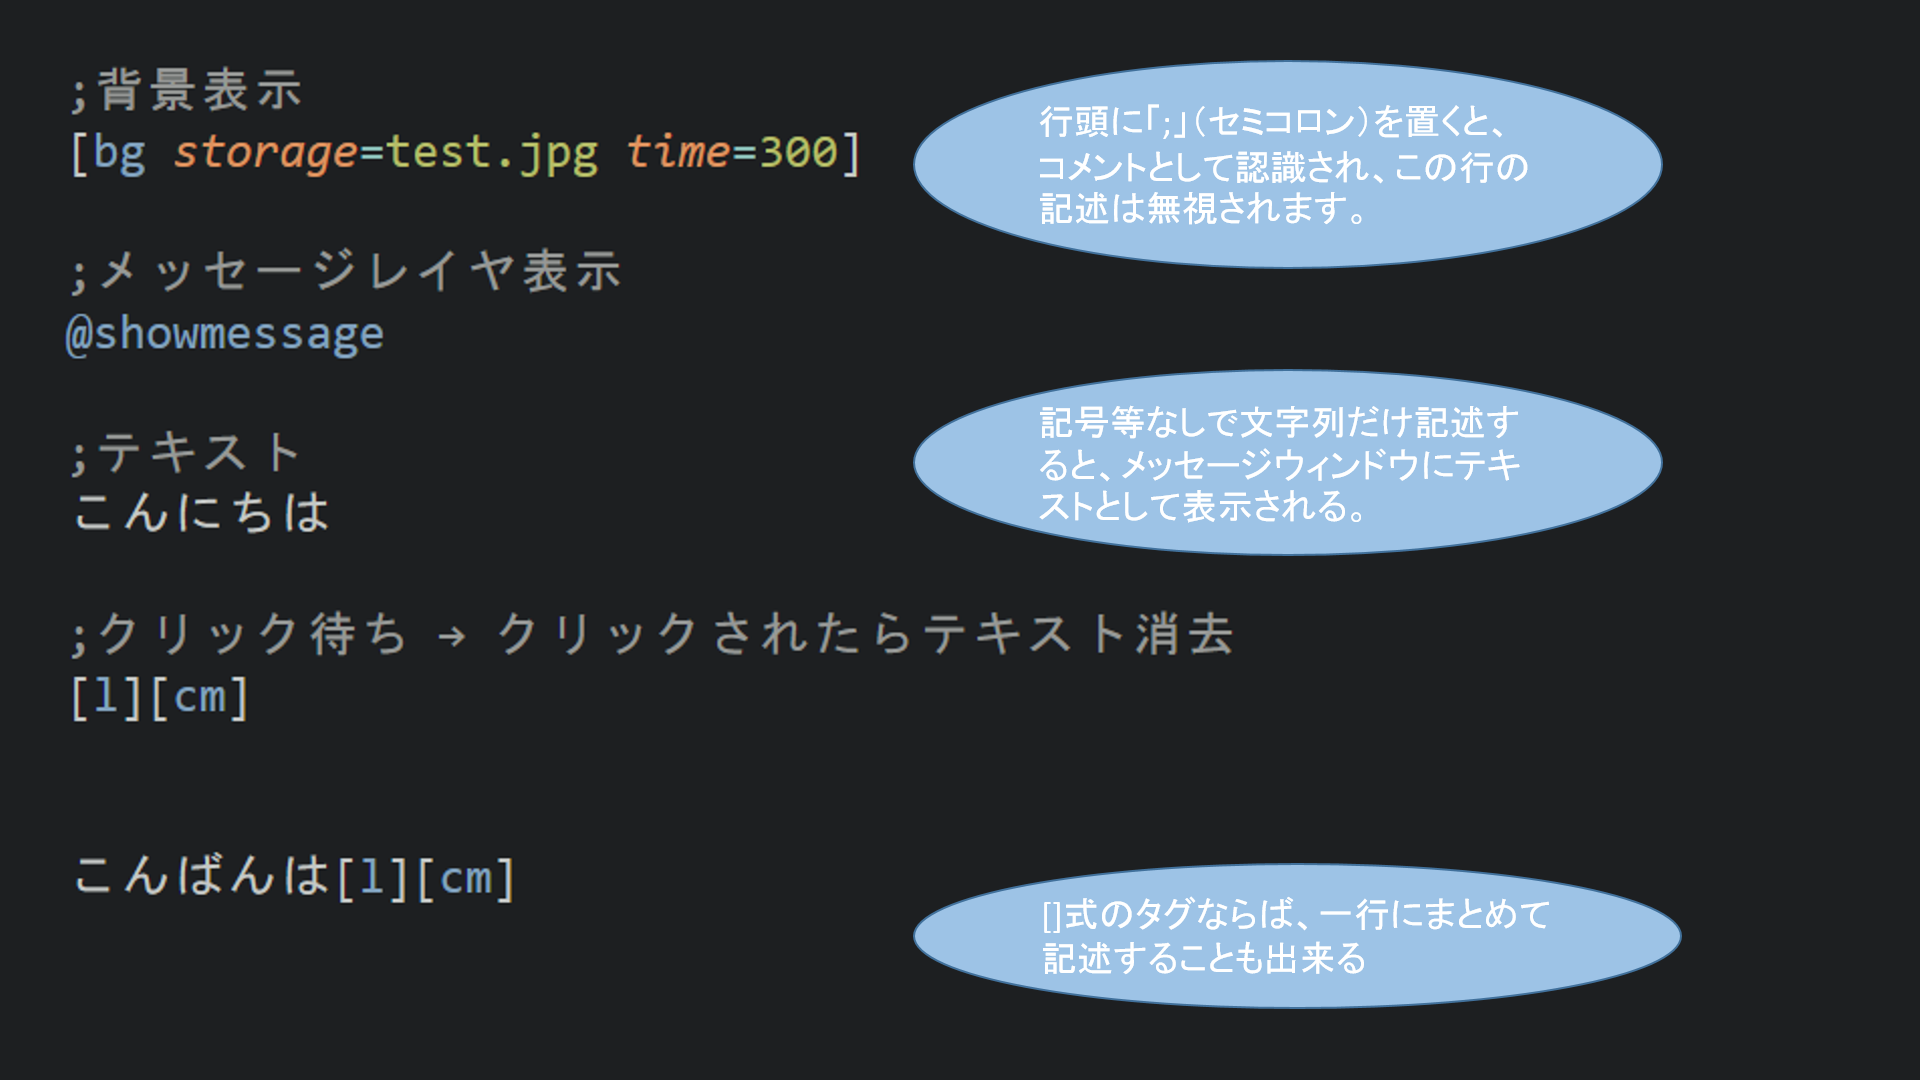 ;背景表示
[bg storage=test.jpg time=300]
行頭に「;」(セミコロン)を置くと、
コメントとして認識され、この行の
記述は無視されます。
;メッセージレイヤ表示
@showmessage
;テキスト
こんにちは
記号等なしで文字列だけ記述す
ると、メッセージウィンドウにテキ
ストとして表示される。
;クリック待ち → クリックされたらテキスト消去
[l][cm]
こんばんは[l][cm]
[]式のタグならば、一行にまとめて
記述することも出来る